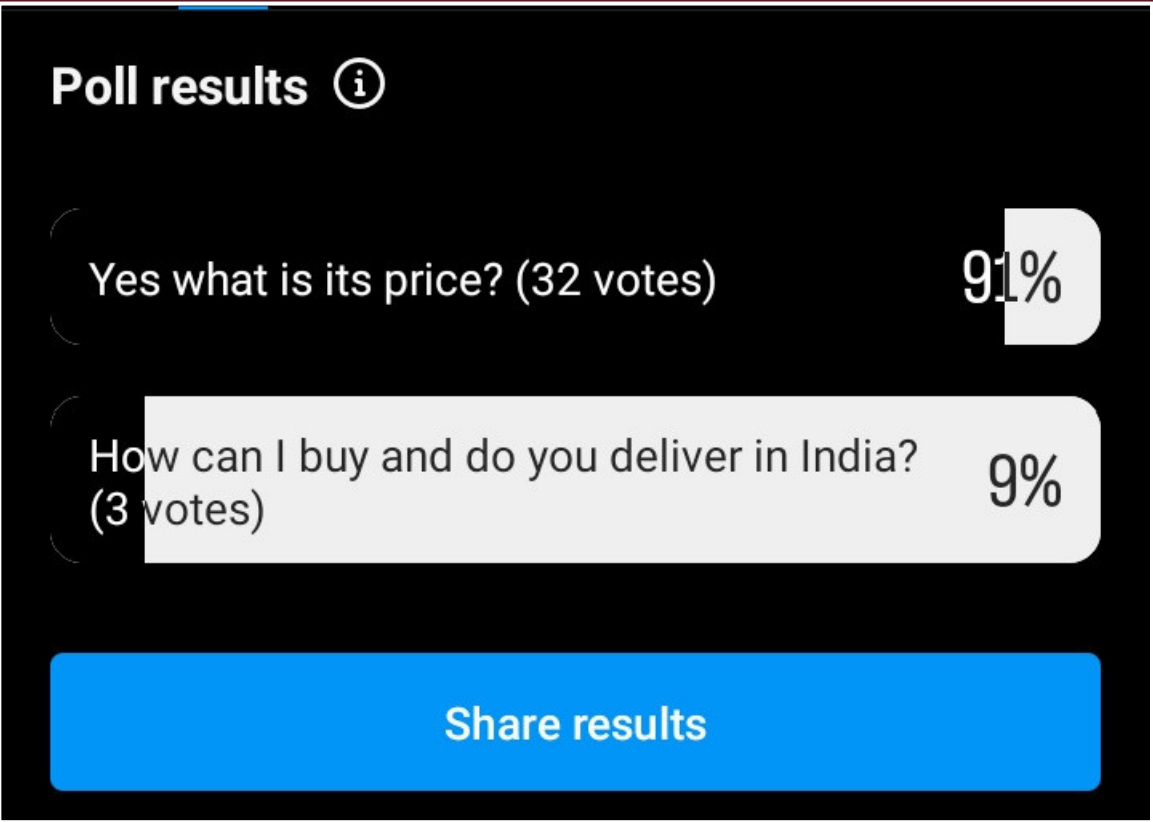 Poll results
Yes what is its price? (32 votes) 91%
How can I buy and do you deliver in India? 9%
(3 votes)
Share results